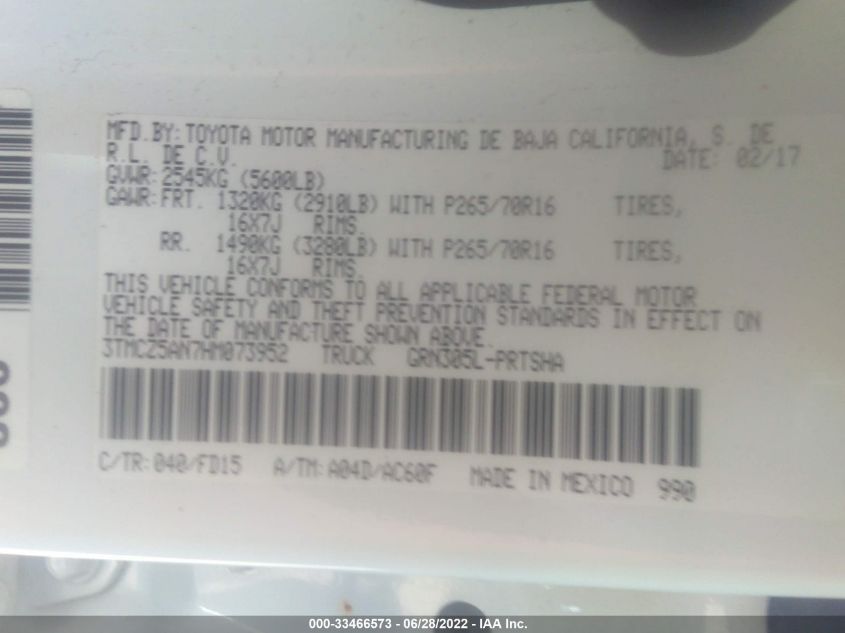 MFD.BY:TOYOTA MOTOR MANUFACTURING DE BAJA CALIFORNIA, S. DE
R.L. DE C.V. DATE: 02/17
GVWR:2545KG (5600LB)
GAWR:FRT. 1320KG (2910LB) WITH P265/70R16 TIRES,
16X7J RIMS.
RR. 1490KG (3280LB) WITH P265/70R16 TIRES,
16X7J RIMS.
THIS VEHICLE CONFORMS TO ALL APPLICABLE FEDERAL MOTOR
VEHICLE SAFETY AND THEFT PREVENTION STANDARDS IN EFFECT ON
THE DATE OF MANUFACTURE SHOWN ABOVE.
3TMCZ5AN7HM073952 TRUCK GRN305L-PRTSHA
C/TR:040/FD15 A/TM:A04D/AC60F MADE IN MEXICO 990
000-33466573 - 06/28/2022 - IAA Inc.